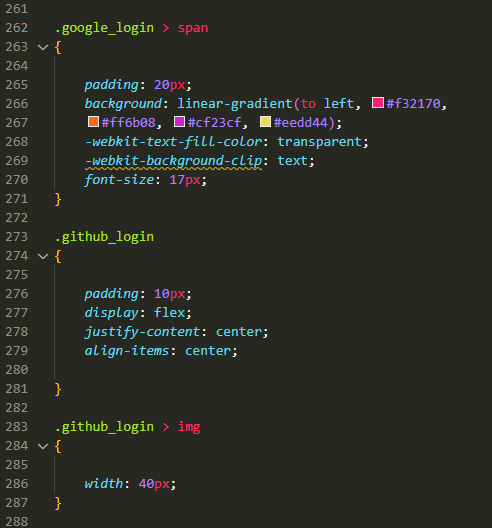 261
262 .google_login > span
263 {
264
265 padding: 20px;
266 background: linear-gradient(to left, #f32170,
267 #ff6b08, #cf23cf, #eedd44);
268 -webkit-text-fill-color: transparent;
269 -webkit-background-clip: text;
270 font-size: 17px;
271 }
272
273 .github_login
274 {
275
276 padding: 10px;
277 display: flex;
278 justify-content: center;
279 align-items: center;
280
281 }
282
283 .github_login > img
284 {
285
286 width: 40px;
287 }
288